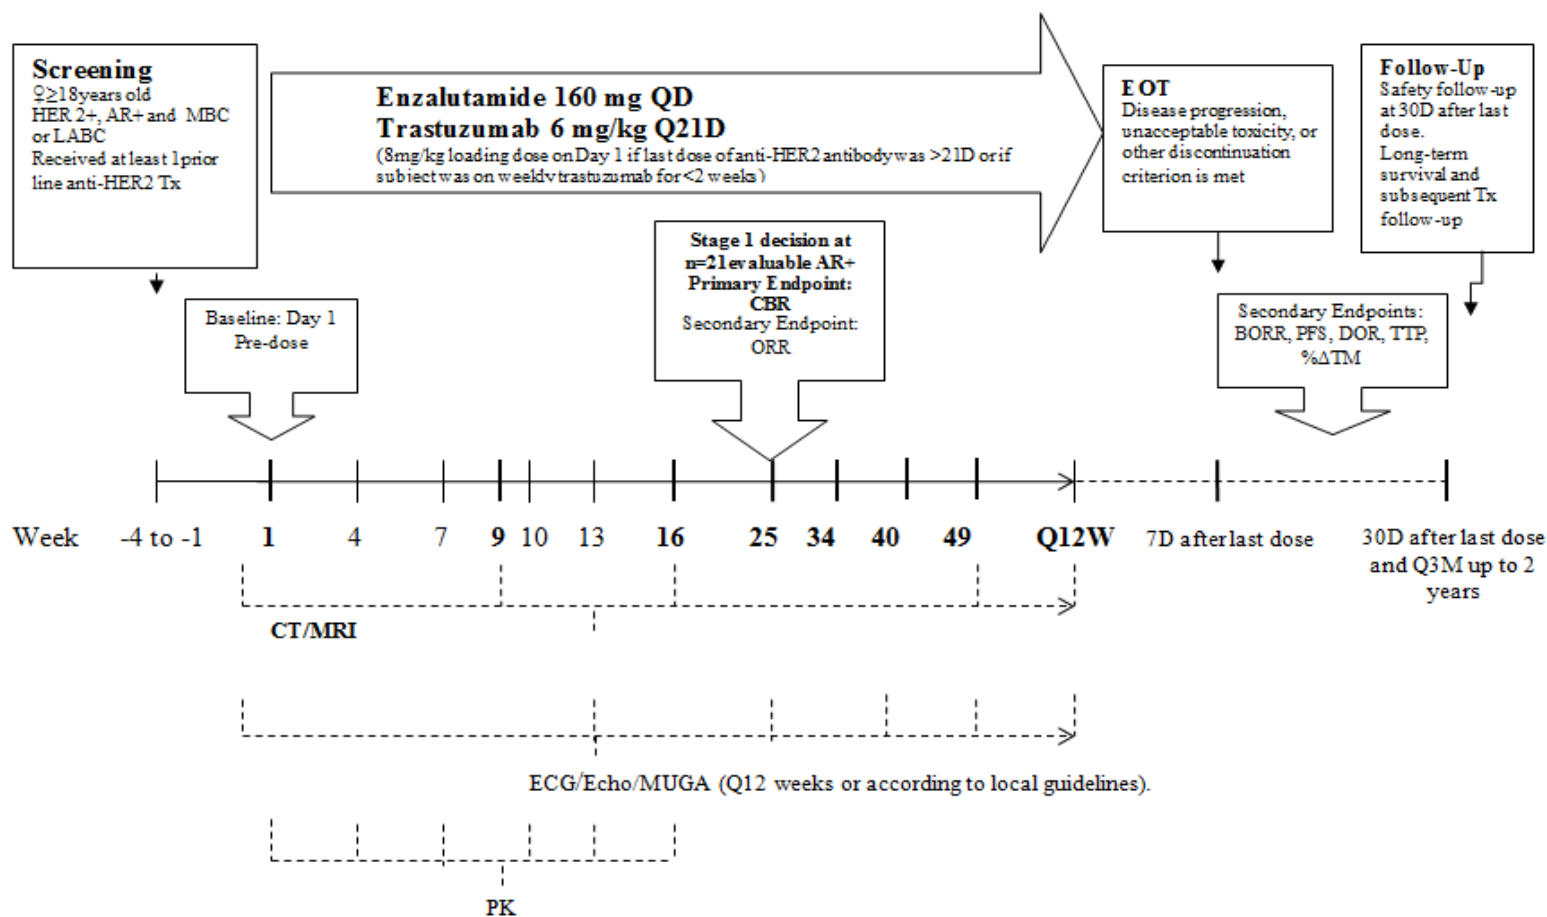 Screening
♀≥18years old
HER 2+, AR+ and MBC
or LABC
Received at least 1prior
line anti-HER2 Tx
Enzalutamide 160 mg QD
Trastuzumab 6 mg/kg Q21D
(8mg/kg loading dose on Day 1 if last dose of anti-HER2 antibody was >21D or if
subject was on weekly trastuzumab for <2 weeks)
EOT
Disease progression,
unacceptable toxicity, or
other discontinuation
criterion is met
Follow-Up
Safety follow-up
at 30D after last
dose.
Long-term
survival and
subsequent Tx
follow-up
Baseline: Day 1
Pre-dose
Stage 1 decision at
n=21evaluable AR+
Primary Endpoint:
CBR
Secondary Endpoint:
ORR
Secondary Endpoints:
BORR, PFS, DOR, TTP,
%ΔTM
Week -4 to -1 1 4 7 9 10 13 16 25 34 40 49 Q12W 7D after last dose 30D after last dose
and Q3M up to 2
years
CT/MRI
ECG/Echo/MUGA (Q12 weeks or according to local guidelines).
PK